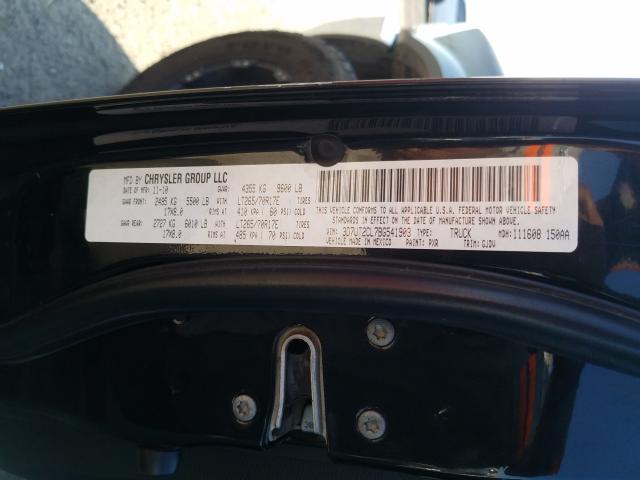 MFD BY CHRYSLER GROUP LLC
DATE OF MFR: 11-10 GVWR: 4355 KG 9600 LB
GAWR FRONT: 2495 KG 5500 LB WITH LT265/70R17E TIRES
17X8.0 RIMS AT 410 KPA( 60 PSI)COLD
GAWR REAR: 2727 KG 6010 LB WITH LT265/70R17E TIRES
17X8.0 RIMS AT 485 KPA( 70 PSI)COLD
THIS VEHICLE CONFORMS TO ALL APPLICABLE U.S.A. FEDERAL MOTOR VEHICLE SAFETY
STANDARDS IN EFFECT ON THE DATE OF MANUFACTURE SHOWN ABOVE.
VIN: 3D7UT2CL7BG541903 TYPE: TRUCK MDH: 111608 150AA
VEHICLE MADE IN MEXICO PAINT: PXR TRIM: GJDV